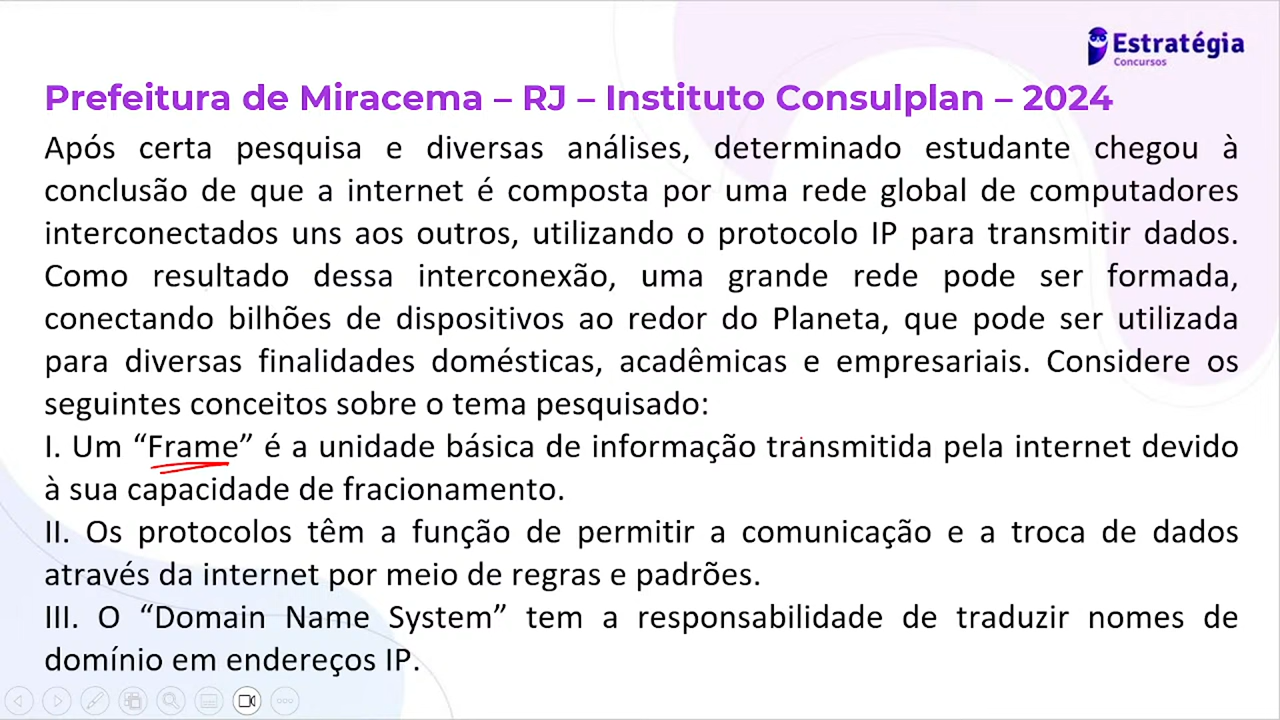 Estratégia
Concursos
Prefeitura de Miracema – RJ – Instituto Consulplan – 2024
Após certa pesquisa e diversas análises, determinado estudante chegou à
conclusão de que a internet é composta por uma rede global de computadores
interconectados uns aos outros, utilizando o protocolo IP para transmitir dados.
Como resultado dessa interconexão, uma grande rede pode ser formada,
conectando bilhões de dispositivos ao redor do Planeta, que pode ser utilizada
para diversas finalidades domésticas, acadêmicas e empresariais. Considere os
seguintes conceitos sobre o tema pesquisado:
I. Um “Frame” é a unidade básica de informação transmitida pela internet devido
à sua capacidade de fracionamento.
II. Os protocolos têm a função de permitir a comunicação e a troca de dados
através da internet por meio de regras e padrões.
III. O “Domain Name System” tem a responsabilidade de traduzir nomes de
domínio em endereços IP.